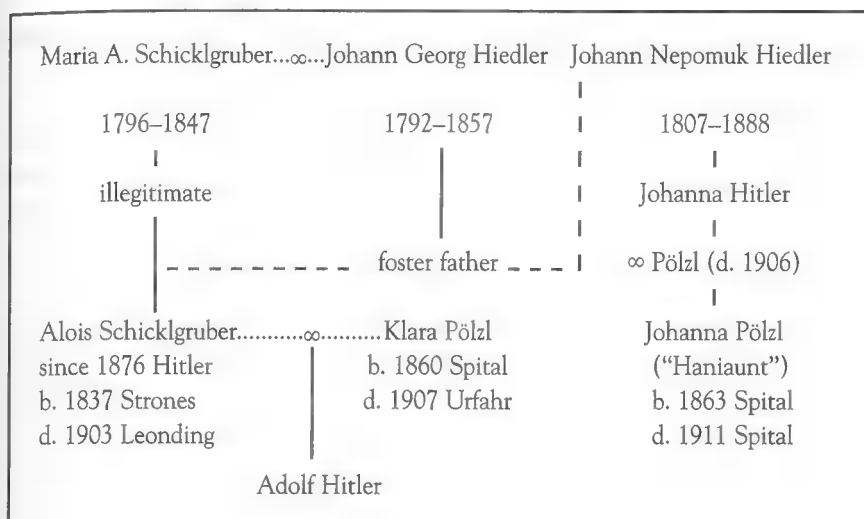 Maria A. Schicklgruber...∞...Johann Georg Hiedler Johann Nepomuk Hiedler
1796–1847 1792–1857 1807–1888
illegitimate Johanna Hitler
foster father ∞ Pölzl (d. 1906)
Alois Schicklgruber..........∞..........Klara Pölzl Johanna Pölzl
since 1876 Hitler b. 1860 Spital ("Haniaunt")
b. 1837 Strones d. 1907 Urfahr b. 1863 Spital
d. 1903 Leonding d. 1911 Spital
Adolf Hitler